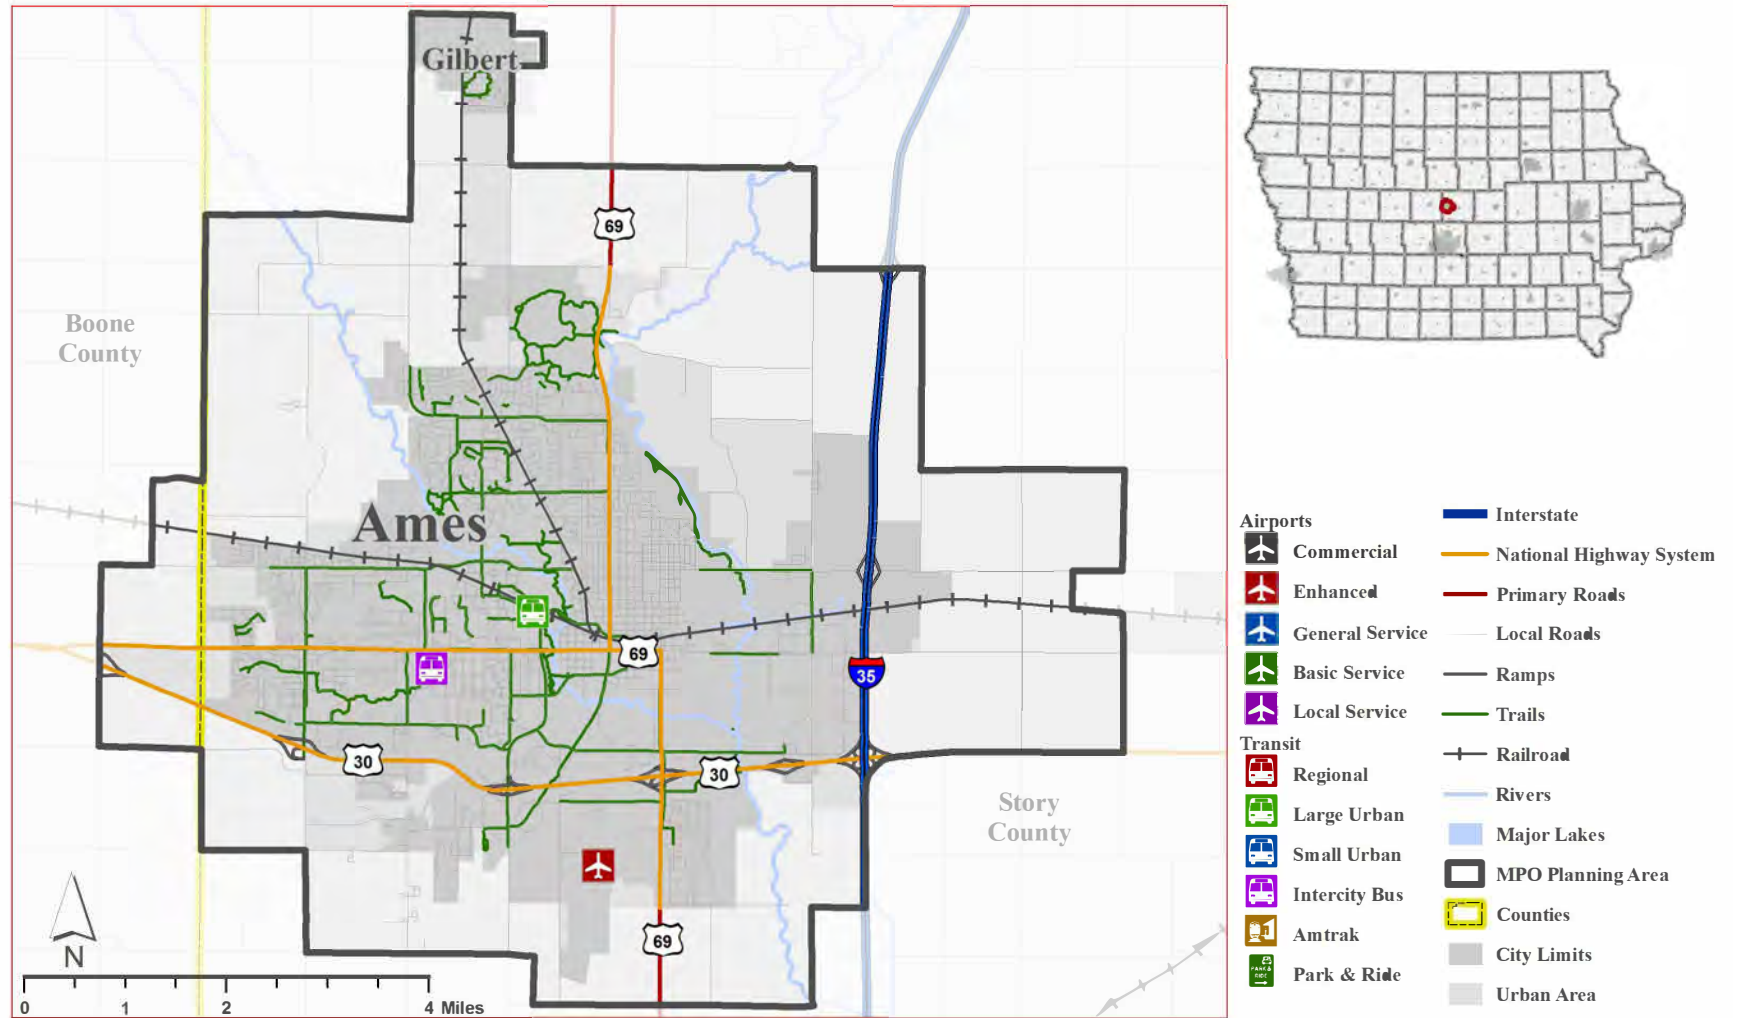 Gilbert
69
Boone
County
Ames
69
35
30
30
Story
County
69
N
0 1 2 4 Miles
Airports
Commercial
Enhanced
General Service
Basic Service
Local Service
Transit
Regional
Large Urban
Small Urban
Intercity Bus
Amtrak
PARK &
RIDE
Park & Ride
Interstate
National Highway System
Primary Roads
Local Roads
Ramps
Trails
Railroad
Rivers
Major Lakes
MPO Planning Area
Counties
City Limits
Urban Area